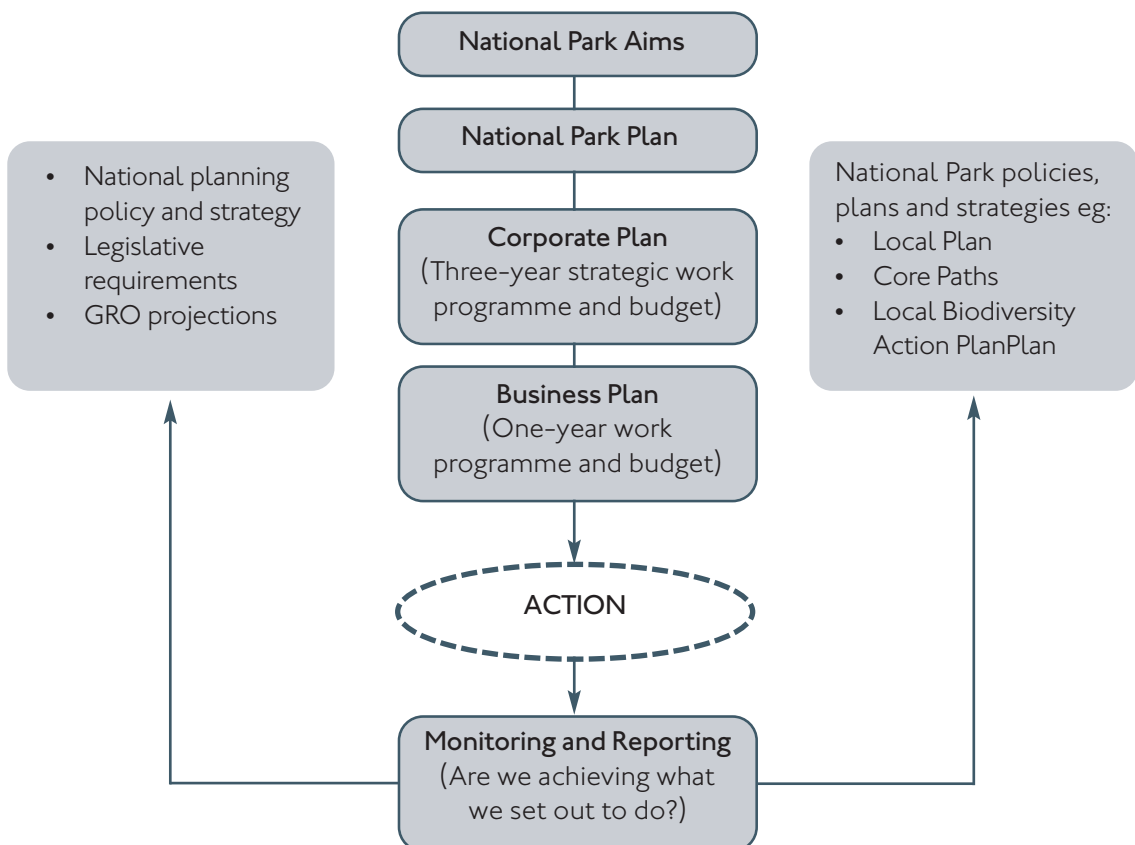 National Park Aims
National Park Plan
• National planning
policy and strategy
• Legislative
requirements
• GRO projections
Corporate Plan
(Three-year strategic work
programme and budget)
Business Plan
(One-year work
programme and budget)
National Park policies,
plans and strategies eg:
• Local Plan
• Core Paths
• Local Biodiversity
Action PlanPlan
ACTION
Monitoring and Reporting
(Are we achieving what
we set out to do?)